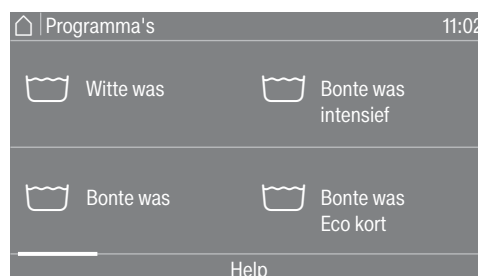 Programma's 11:02
Witte was
Bonte was
intensief
Bonte was
Bonte was
Eco kort
Help